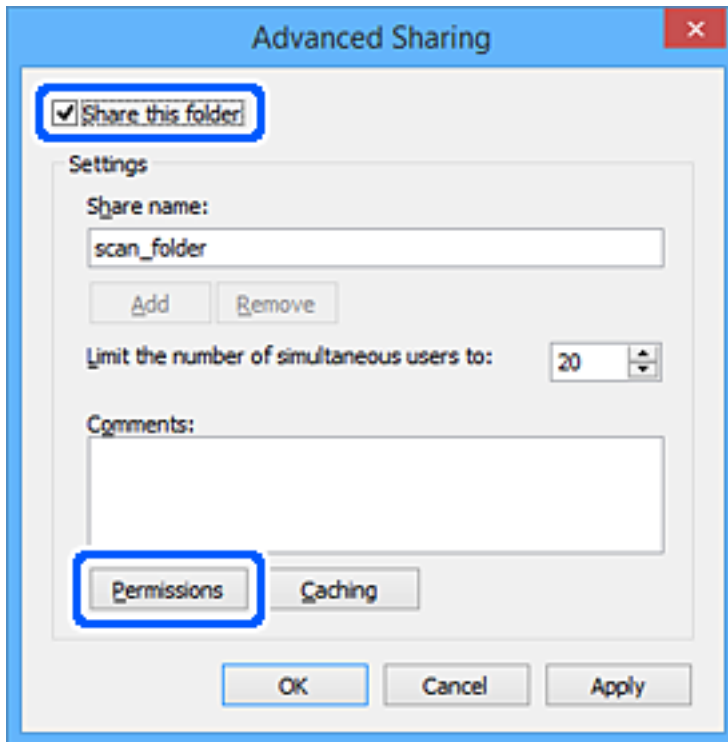 Advanced Sharing
Share this folder
Settings
Share name:
scan_folder
Add Remove
Limit the number of simultaneous users to: 20
Comments:
Permissions Caching
OK Cancel Apply